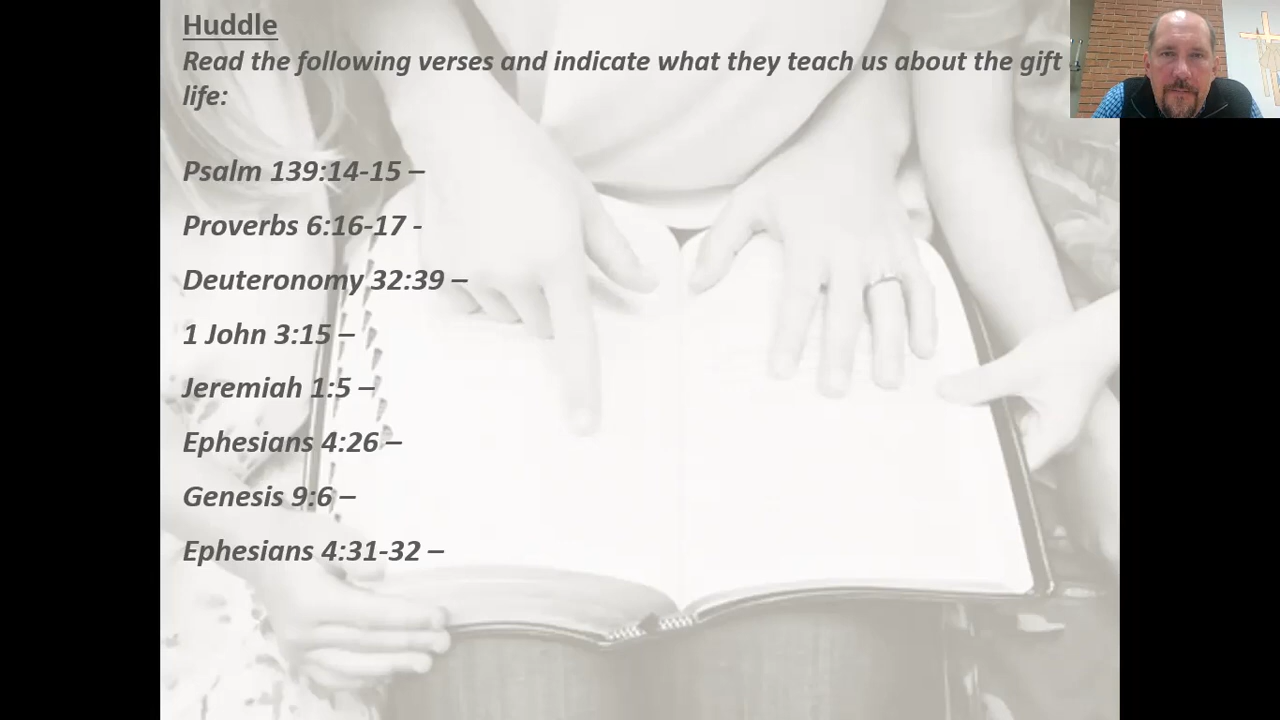 Huddle
Read the following verses and indicate what they teach us about the gift
life:
Psalm 139:14-15 –
Proverbs 6:16-17 -
Deuteronomy 32:39 –
1 John 3:15 –
Jeremiah 1:5 –
Ephesians 4:26 –
Genesis 9:6 –
Ephesians 4:31-32 –